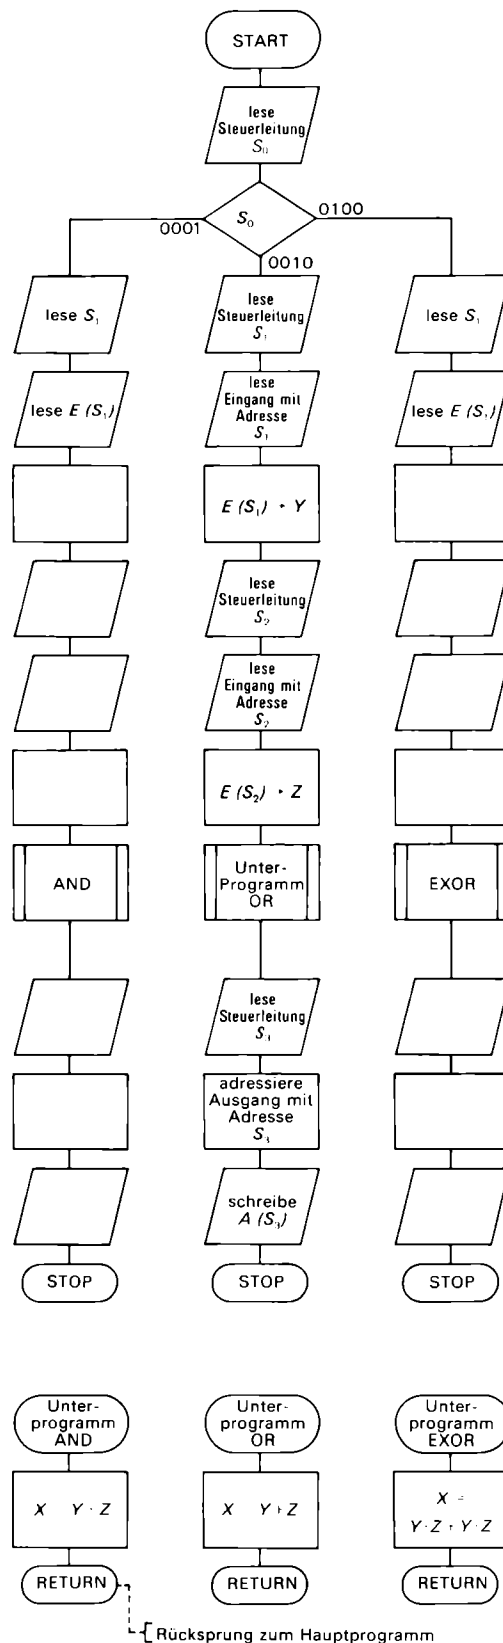 START
lese
Steuerleitung
S₀
S₀
0001
0100
0010
lese S₁
lese
Steuerleitung
S₁
lese S₁
lese E (S₁)
lese
Eingang mit
Adresse
S₁
lese E (S₁)
E (S₁) → Y
lese
Steuerleitung
S₂
lese
Eingang mit
Adresse
S₂
E (S₂) → Z
AND
Unter-
Programm
OR
EXOR
lese
Steuerleitung
S₃
adressiere
Ausgang mit
Adresse
S₃
schreibe
A (S₃)
STOP
STOP
STOP
Unter-
programm
AND
Unter-
programm
OR
Unter-
programm
EXOR
X Y · Z
X Y + Z
X =
Y · Z + Y · Z
RETURN
RETURN
RETURN
Rücksprung zum Hauptprogramm